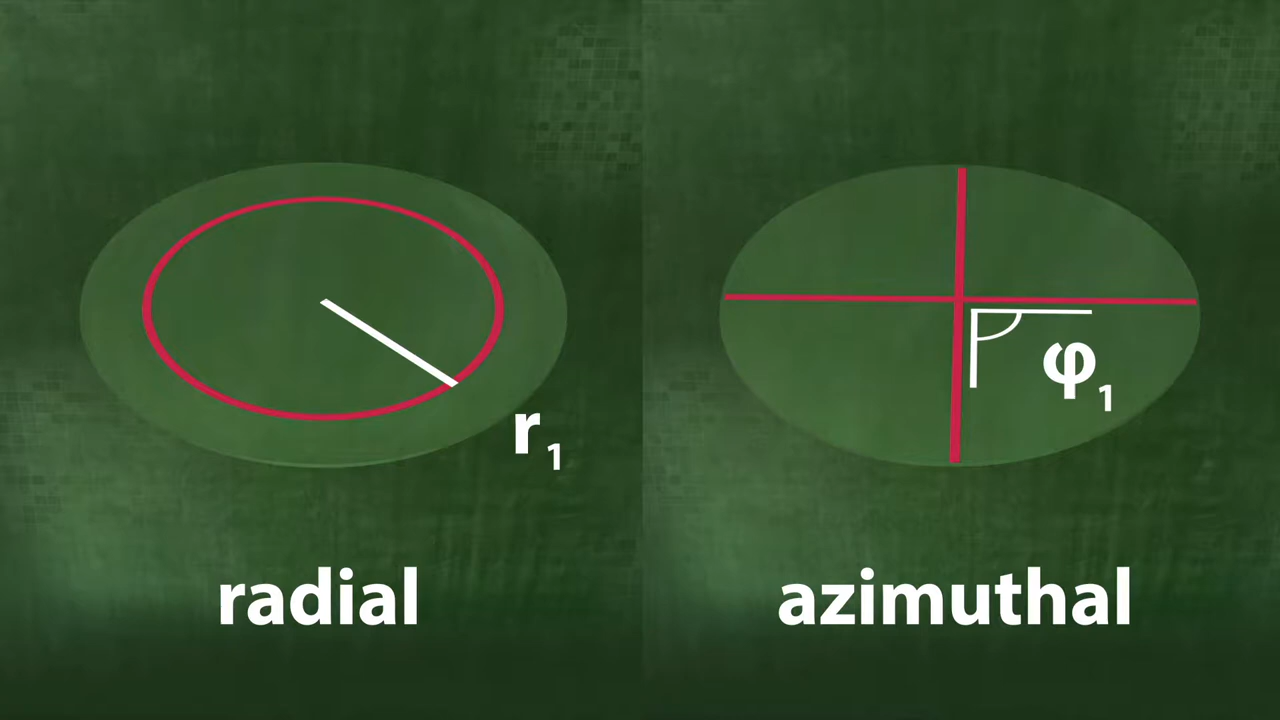 r₁
φ₁
radial
azimuthal